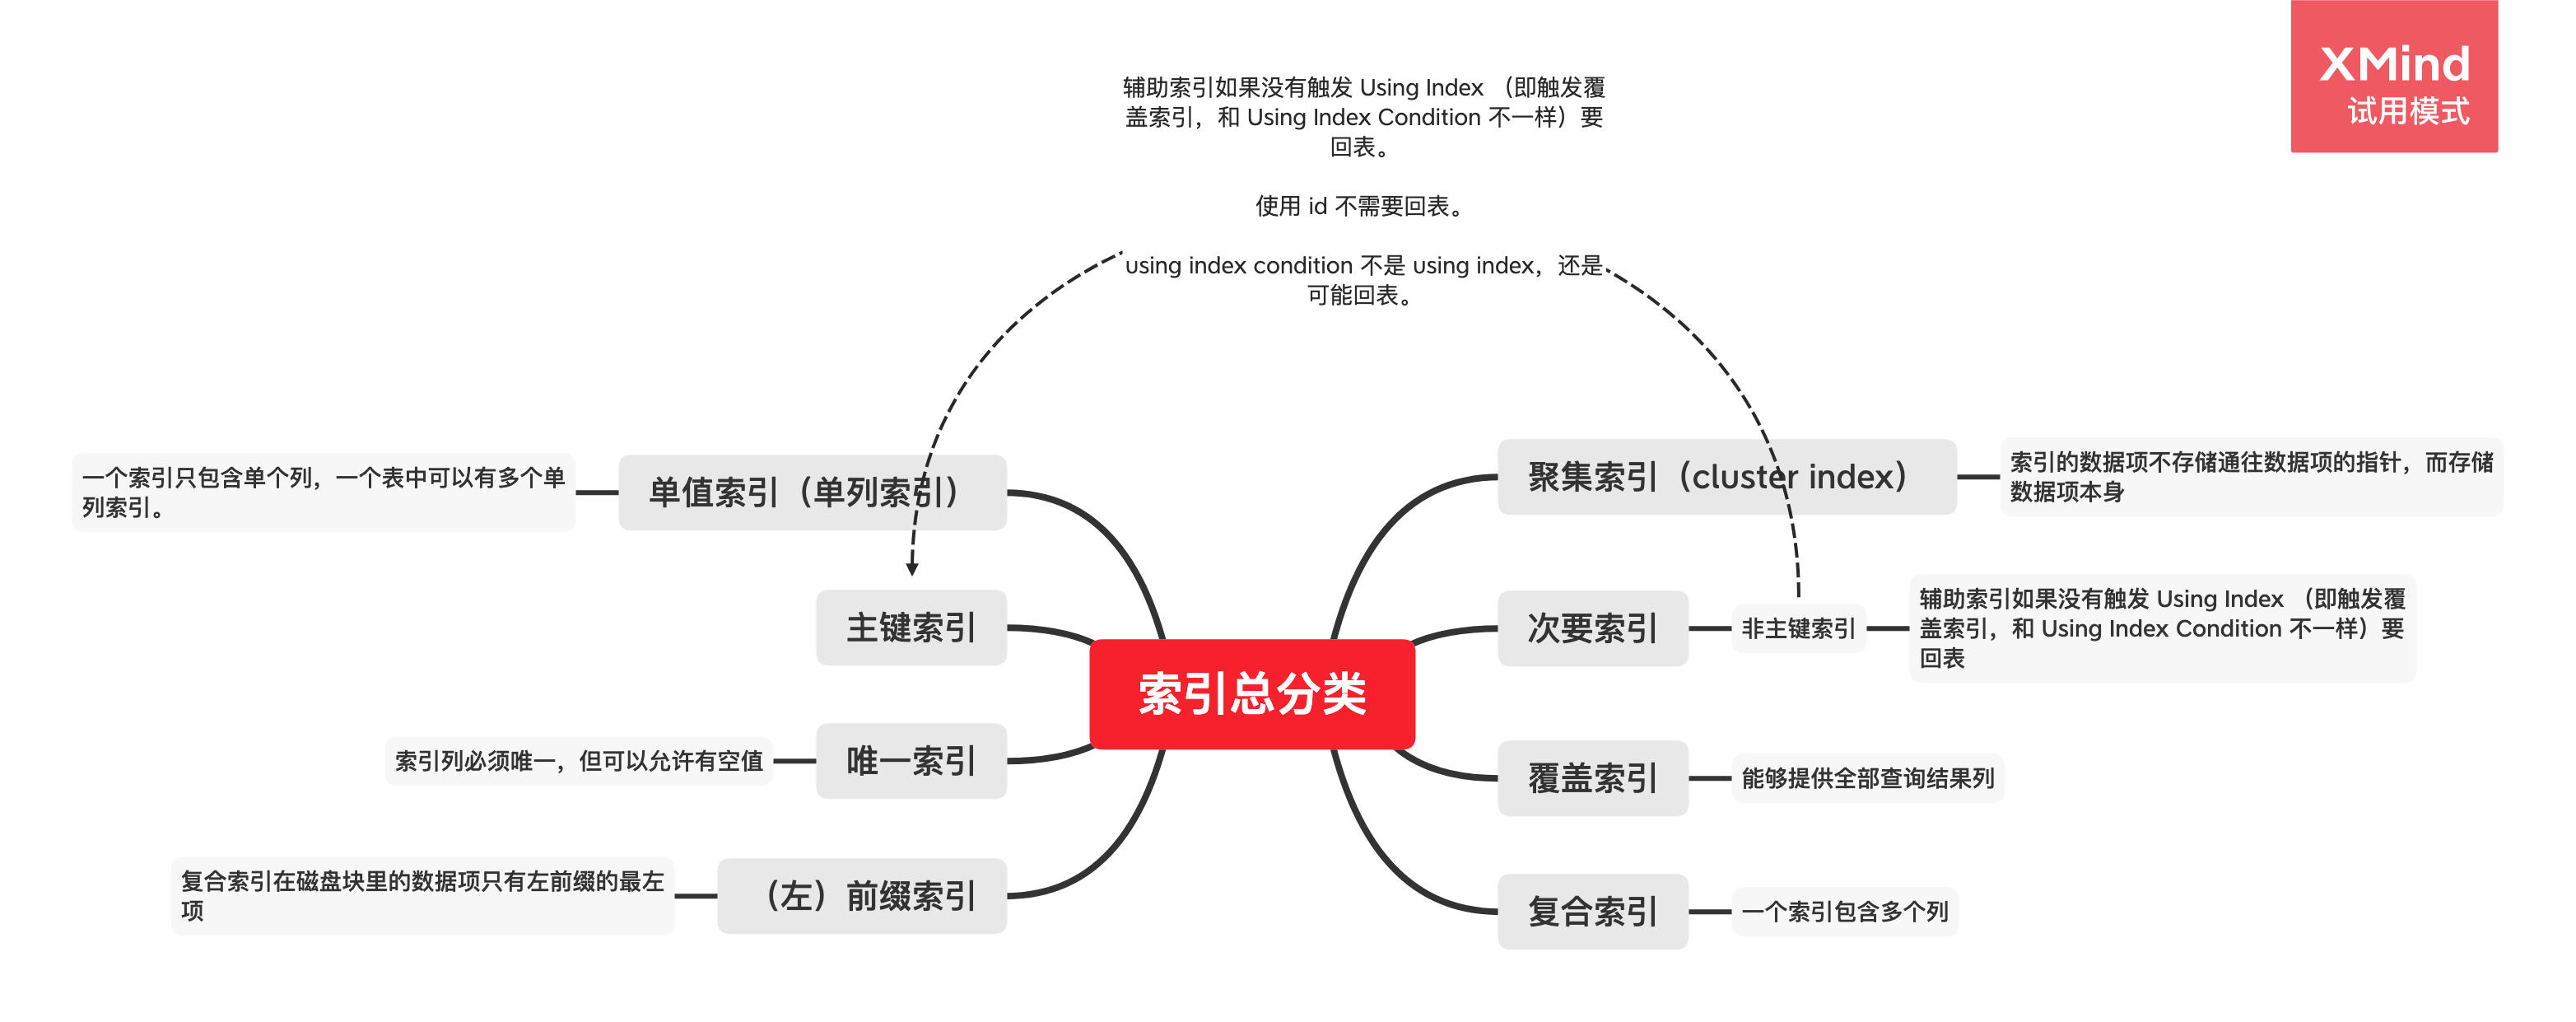 XMind
试用模式
辅助索引如果没有触发 Using Index （即触发覆
盖索引，和 Using Index Condition 不一样）要
回表。
使用 id 不需要回表。
using index condition 不是 using index，还是
可能回表。
一个索引只包含单个列，一个表中可以有多个单
列索引。
单值索引（单列索引）
主键索引
索引列必须唯一，但可以允许有空值
唯一索引
复合索引在磁盘块里的数据项只有左前缀的最左
项
（左）前缀索引
索引总分类
聚集索引（cluster index）
索引的数据项不存储通往数据项的指针，而存储
数据项本身
次要索引
非主键索引
辅助索引如果没有触发 Using Index （即触发覆
盖索引，和 Using Index Condition 不一样）要
回表
覆盖索引
能够提供全部查询结果列
复合索引
一个索引包含多个列